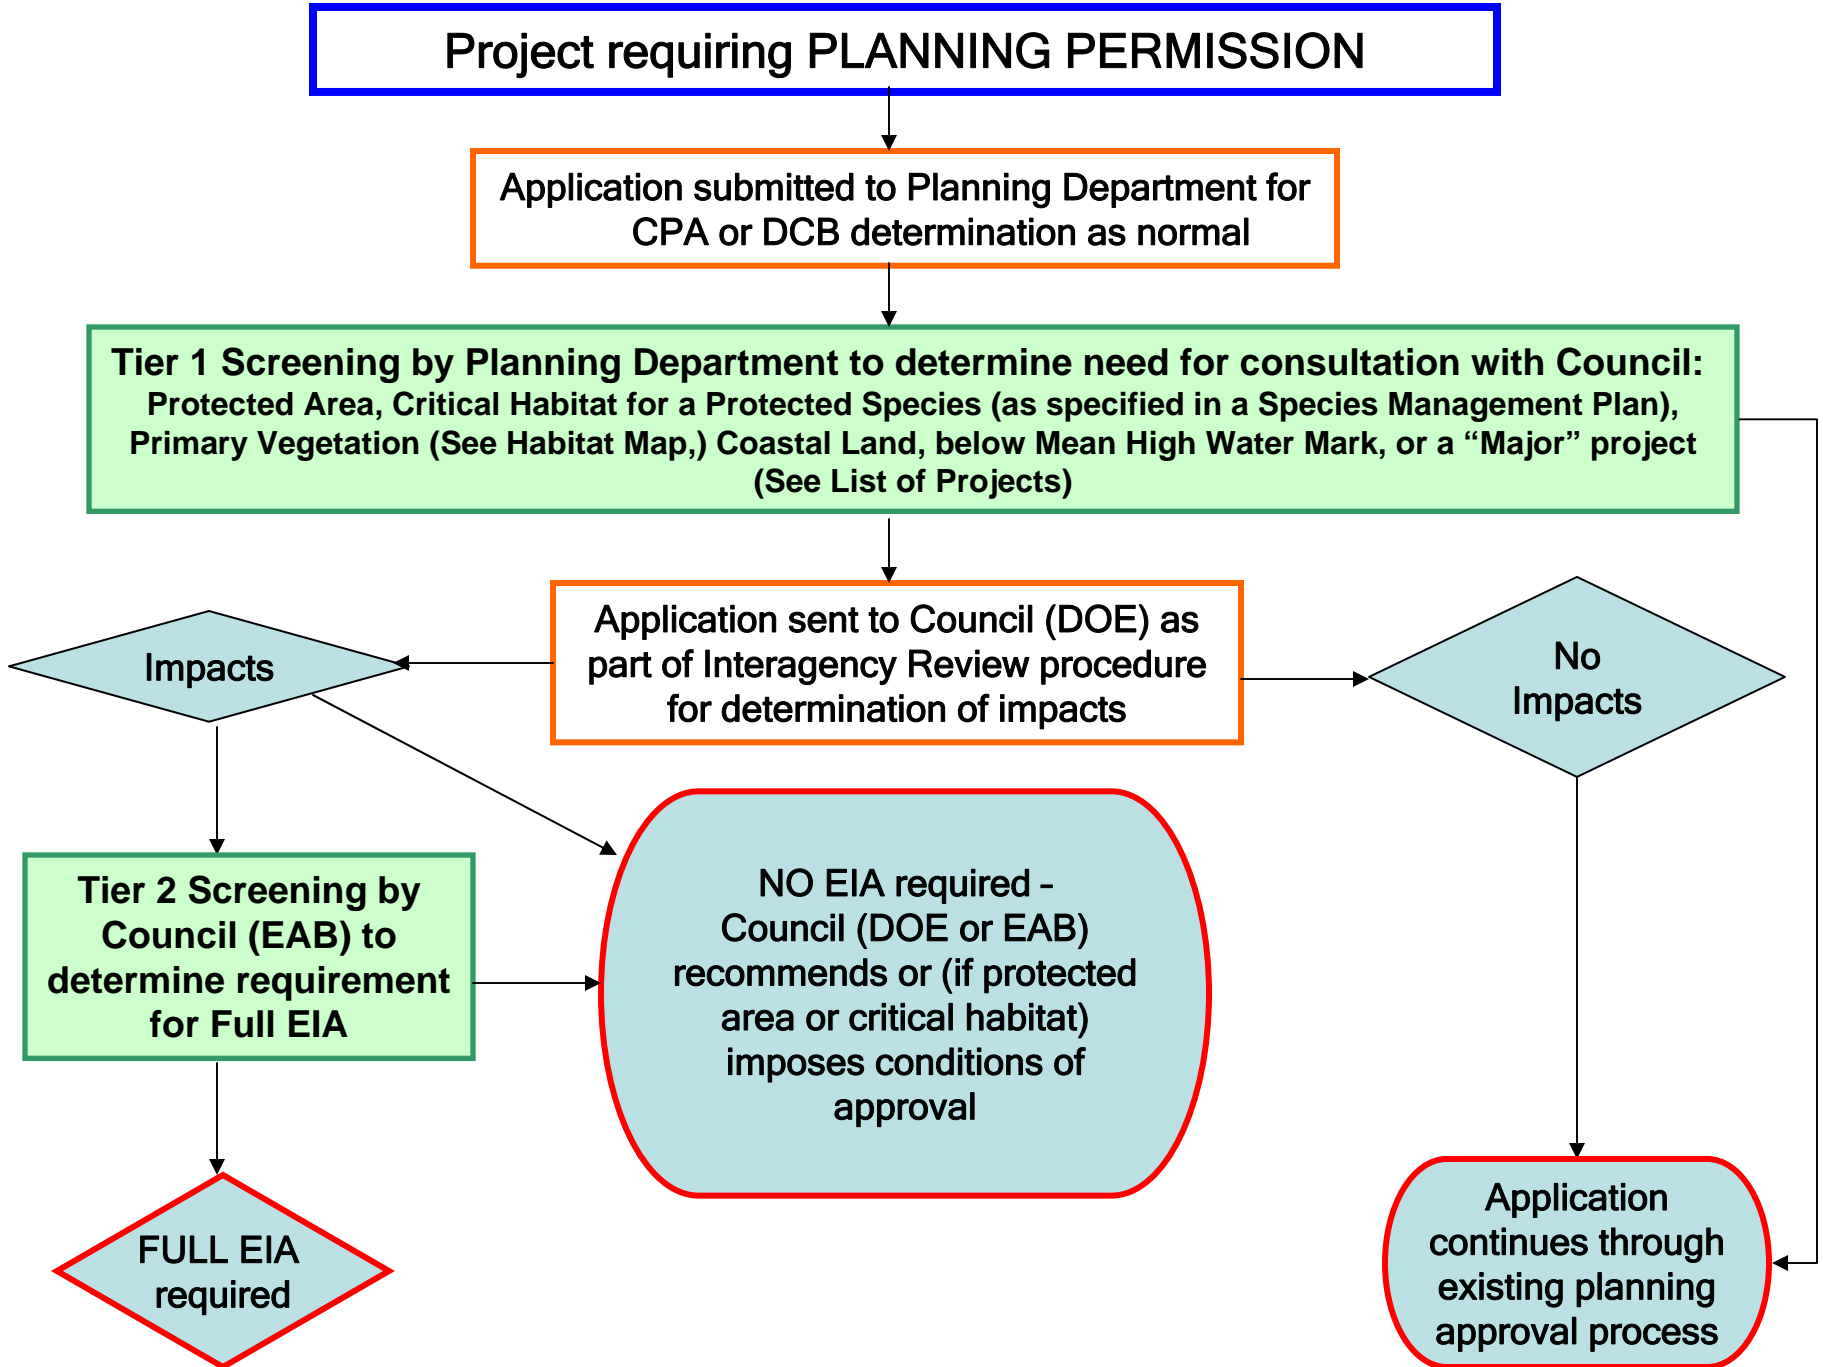 Project requiring PLANNING PERMISSION
Application submitted to Planning Department for
CPA or DCB determination as normal
Tier 1 Screening by Planning Department to determine need for consultation with Council:
Protected Area, Critical Habitat for a Protected Species (as specified in a Species Management Plan),
Primary Vegetation (See Habitat Map,) Coastal Land, below Mean High Water Mark, or a “Major” project
(See List of Projects)
Impacts
Application sent to Council (DOE) as
part of Interagency Review procedure
for determination of impacts
No
Impacts
Tier 2 Screening by
Council (EAB) to
determine requirement
for Full EIA
NO EIA required –
Council (DOE or EAB)
recommends or (if protected
area or critical habitat)
imposes conditions of
approval
FULL EIA
required
Application
continues through
existing planning
approval process